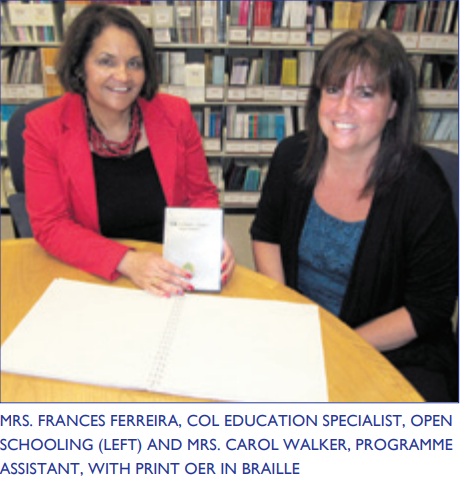 MRS. FRANCES FERREIRA, COL EDUCATION SPECIALIST, OPEN
SCHOOLING (LEFT) AND MRS. CAROL WALKER, PROGRAMME
ASSISTANT, WITH PRINT OER IN BRAILLE